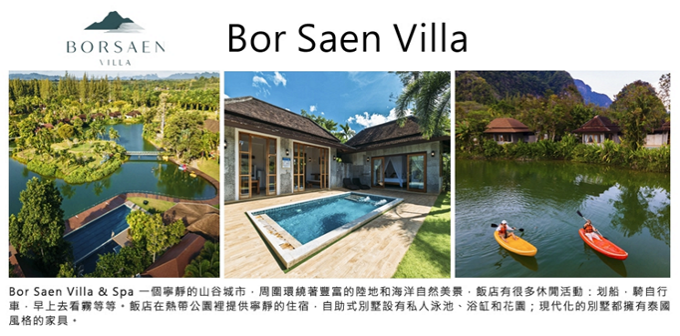 BORSAEN
VILLA
Bor Saen Villa
Bor Saen Villa & Spa 一個寧靜的山谷城市，周圍環繞著豐富的陸地和海洋自然美景，飯店有很多休閒活動：划船，騎自行
車，早上去看霧等等。飯店在熱帶公園裡提供寧靜的住宿，自助式別墅設有私人泳池、浴缸和花園；現代化的別墅都擁有泰國
風格的家具。